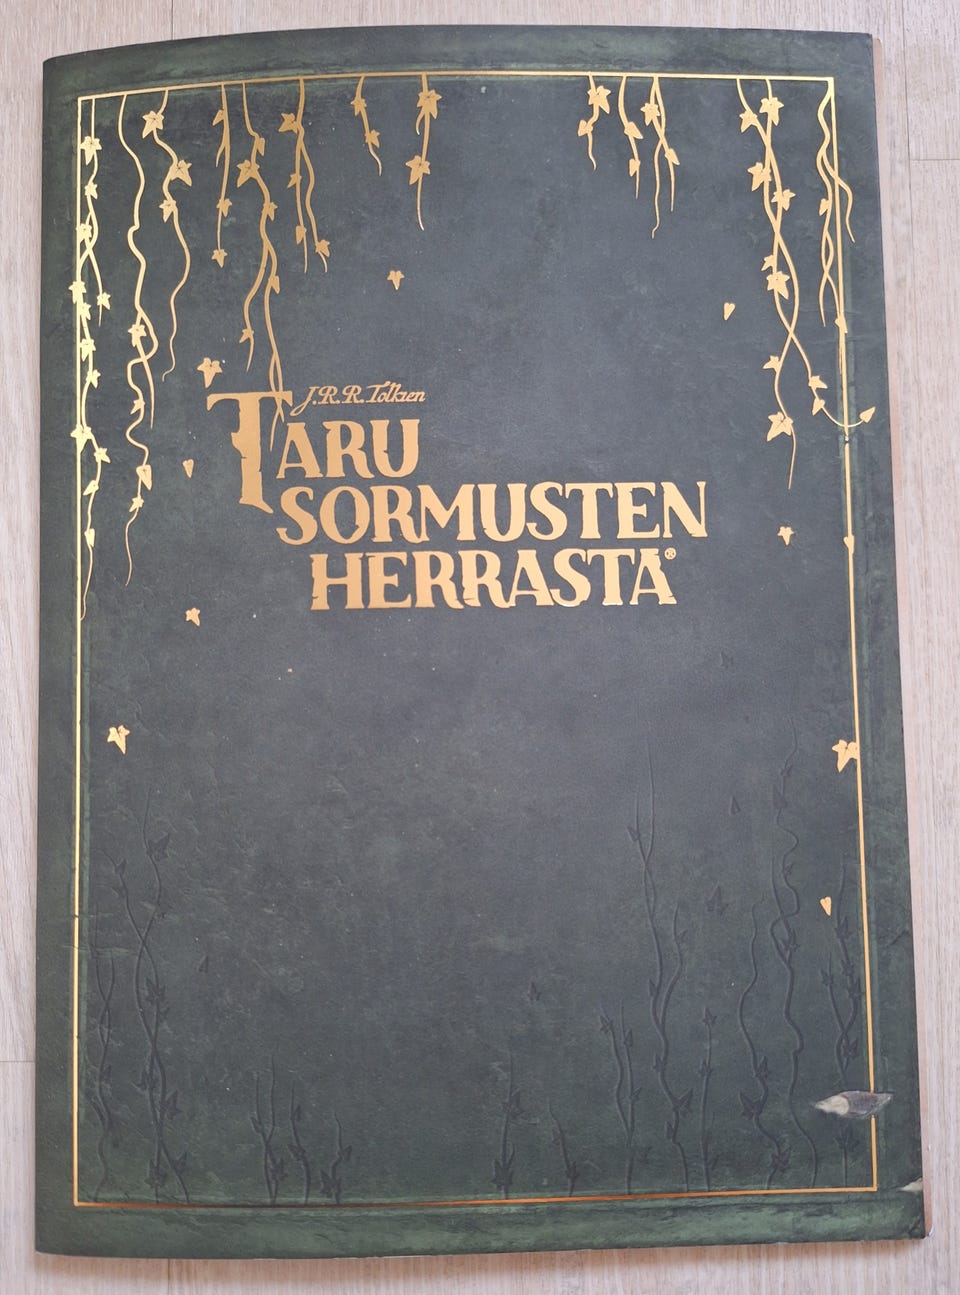 J.R.R. Tolkien
TARU
SORMUSTEN
HERRASTA®